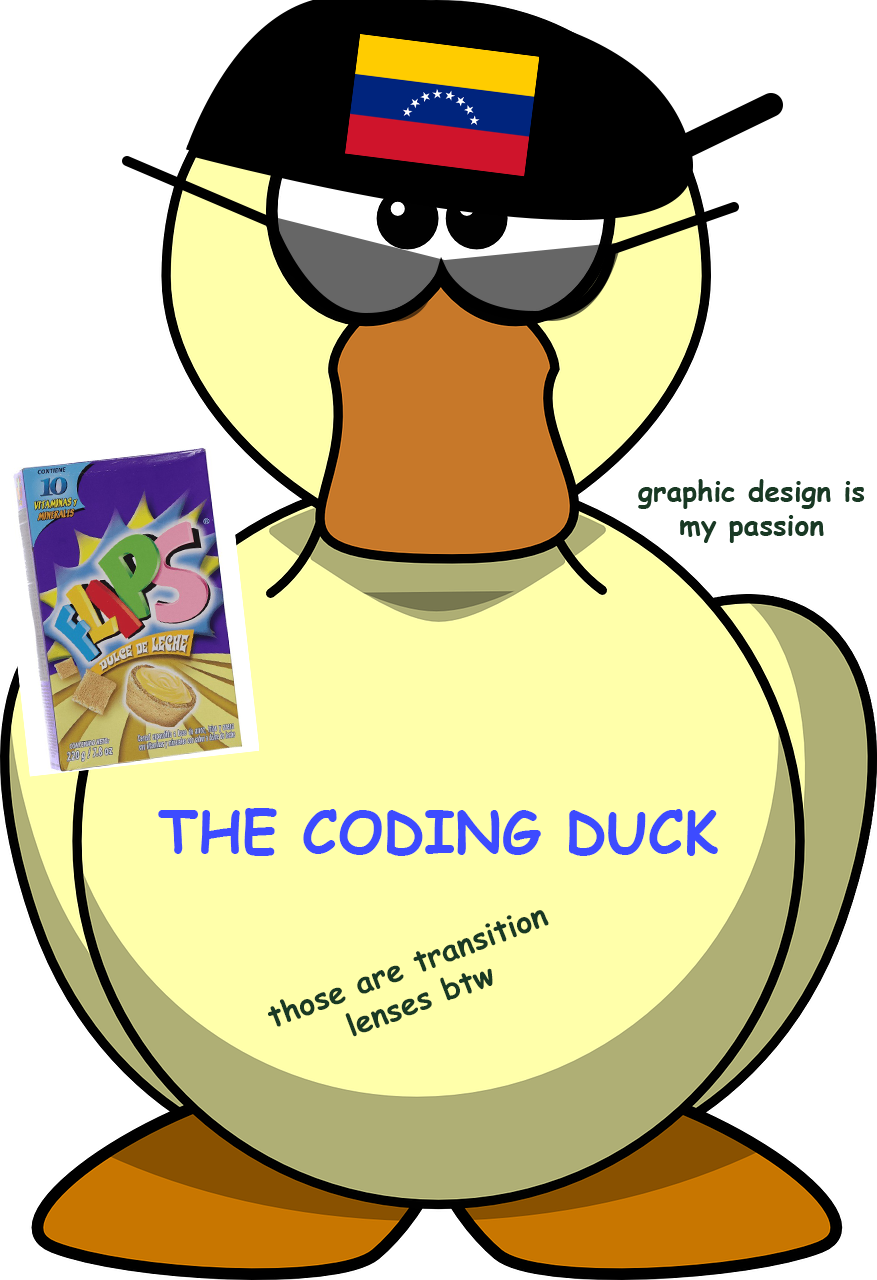 CONTIENE
10
VITAMINAS y
MINERALES
FLIPS
®
DULCE DE LECHE
graphic design is
my passion
THE CODING DUCK
those are transition
lenses btw